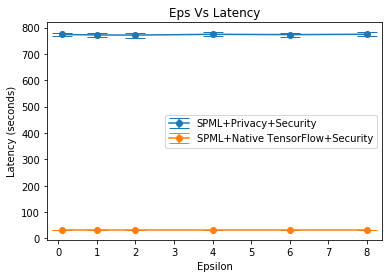 Eps Vs Latency
800
700
600
500
400
300
200
100
0
Latency (seconds)
SPML+Privacy+Security
SPML+Native TensorFlow+Security
0 1 2 3 4 5 6 7 8
Epsilon